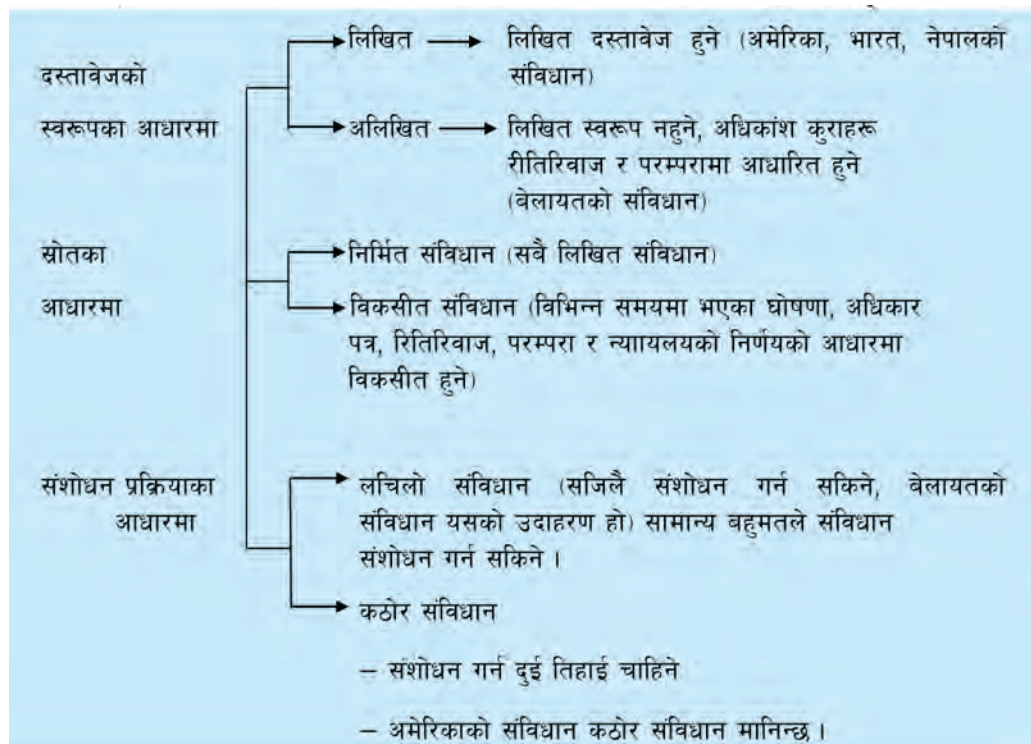 लिखित लिखित दस्तावेज हुने (अमेरिका, भारत, नेपालको
संविधान)
दस्तावेजको
स्वरूपका आधारमा
अलिखित लिखित स्वरूप नहुने, अधिकांश कुराहरू
रीतिरिवाज र परम्परामा आधारित हुने
(बेलायतको संविधान)
स्रोतका
आधारमा
निर्मित संविधान (सबै लिखित संविधान)
विकसीत संविधान (विभिन्न समयमा भएका घोषणा, अधिकार
पत्र, रितिरिवाज, परम्परा र न्याायलयको निर्णयको आधारमा
विकसीत हुने)
संशोधन प्रक्रियाका
आधारमा
लचिलो संविधान (सजिलै संशोधन गर्न सकिने, बेलायतको
संविधान यसको उदाहरण हो) सामान्य बहुमतले संविधान
संशोधन गर्न सकिने ।
कठोर संविधान
– संशोधन गर्न दुई तिहाई चाहिने
– अमेरिकाको संविधान कठोर संविधान मानिन्छ ।